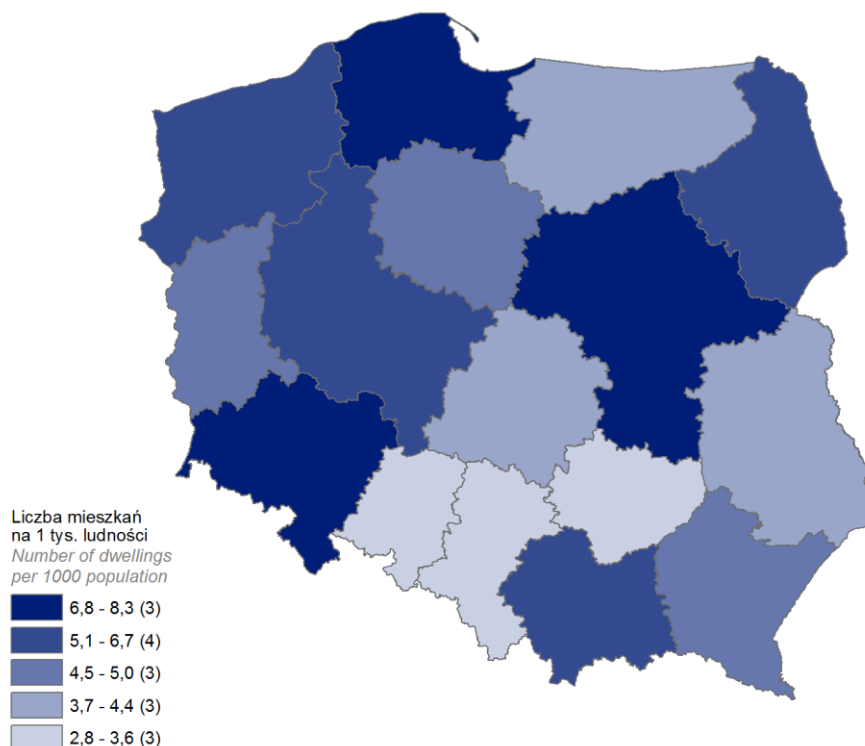 Liczba mieszkań
na 1 tys. ludności
Number of dwellings
per 1000 population
6,8 - 8,3 (3)
5,1 - 6,7 (4)
4,5 - 5,0 (3)
3,7 - 4,4 (3)
2,8 - 3,6 (3)